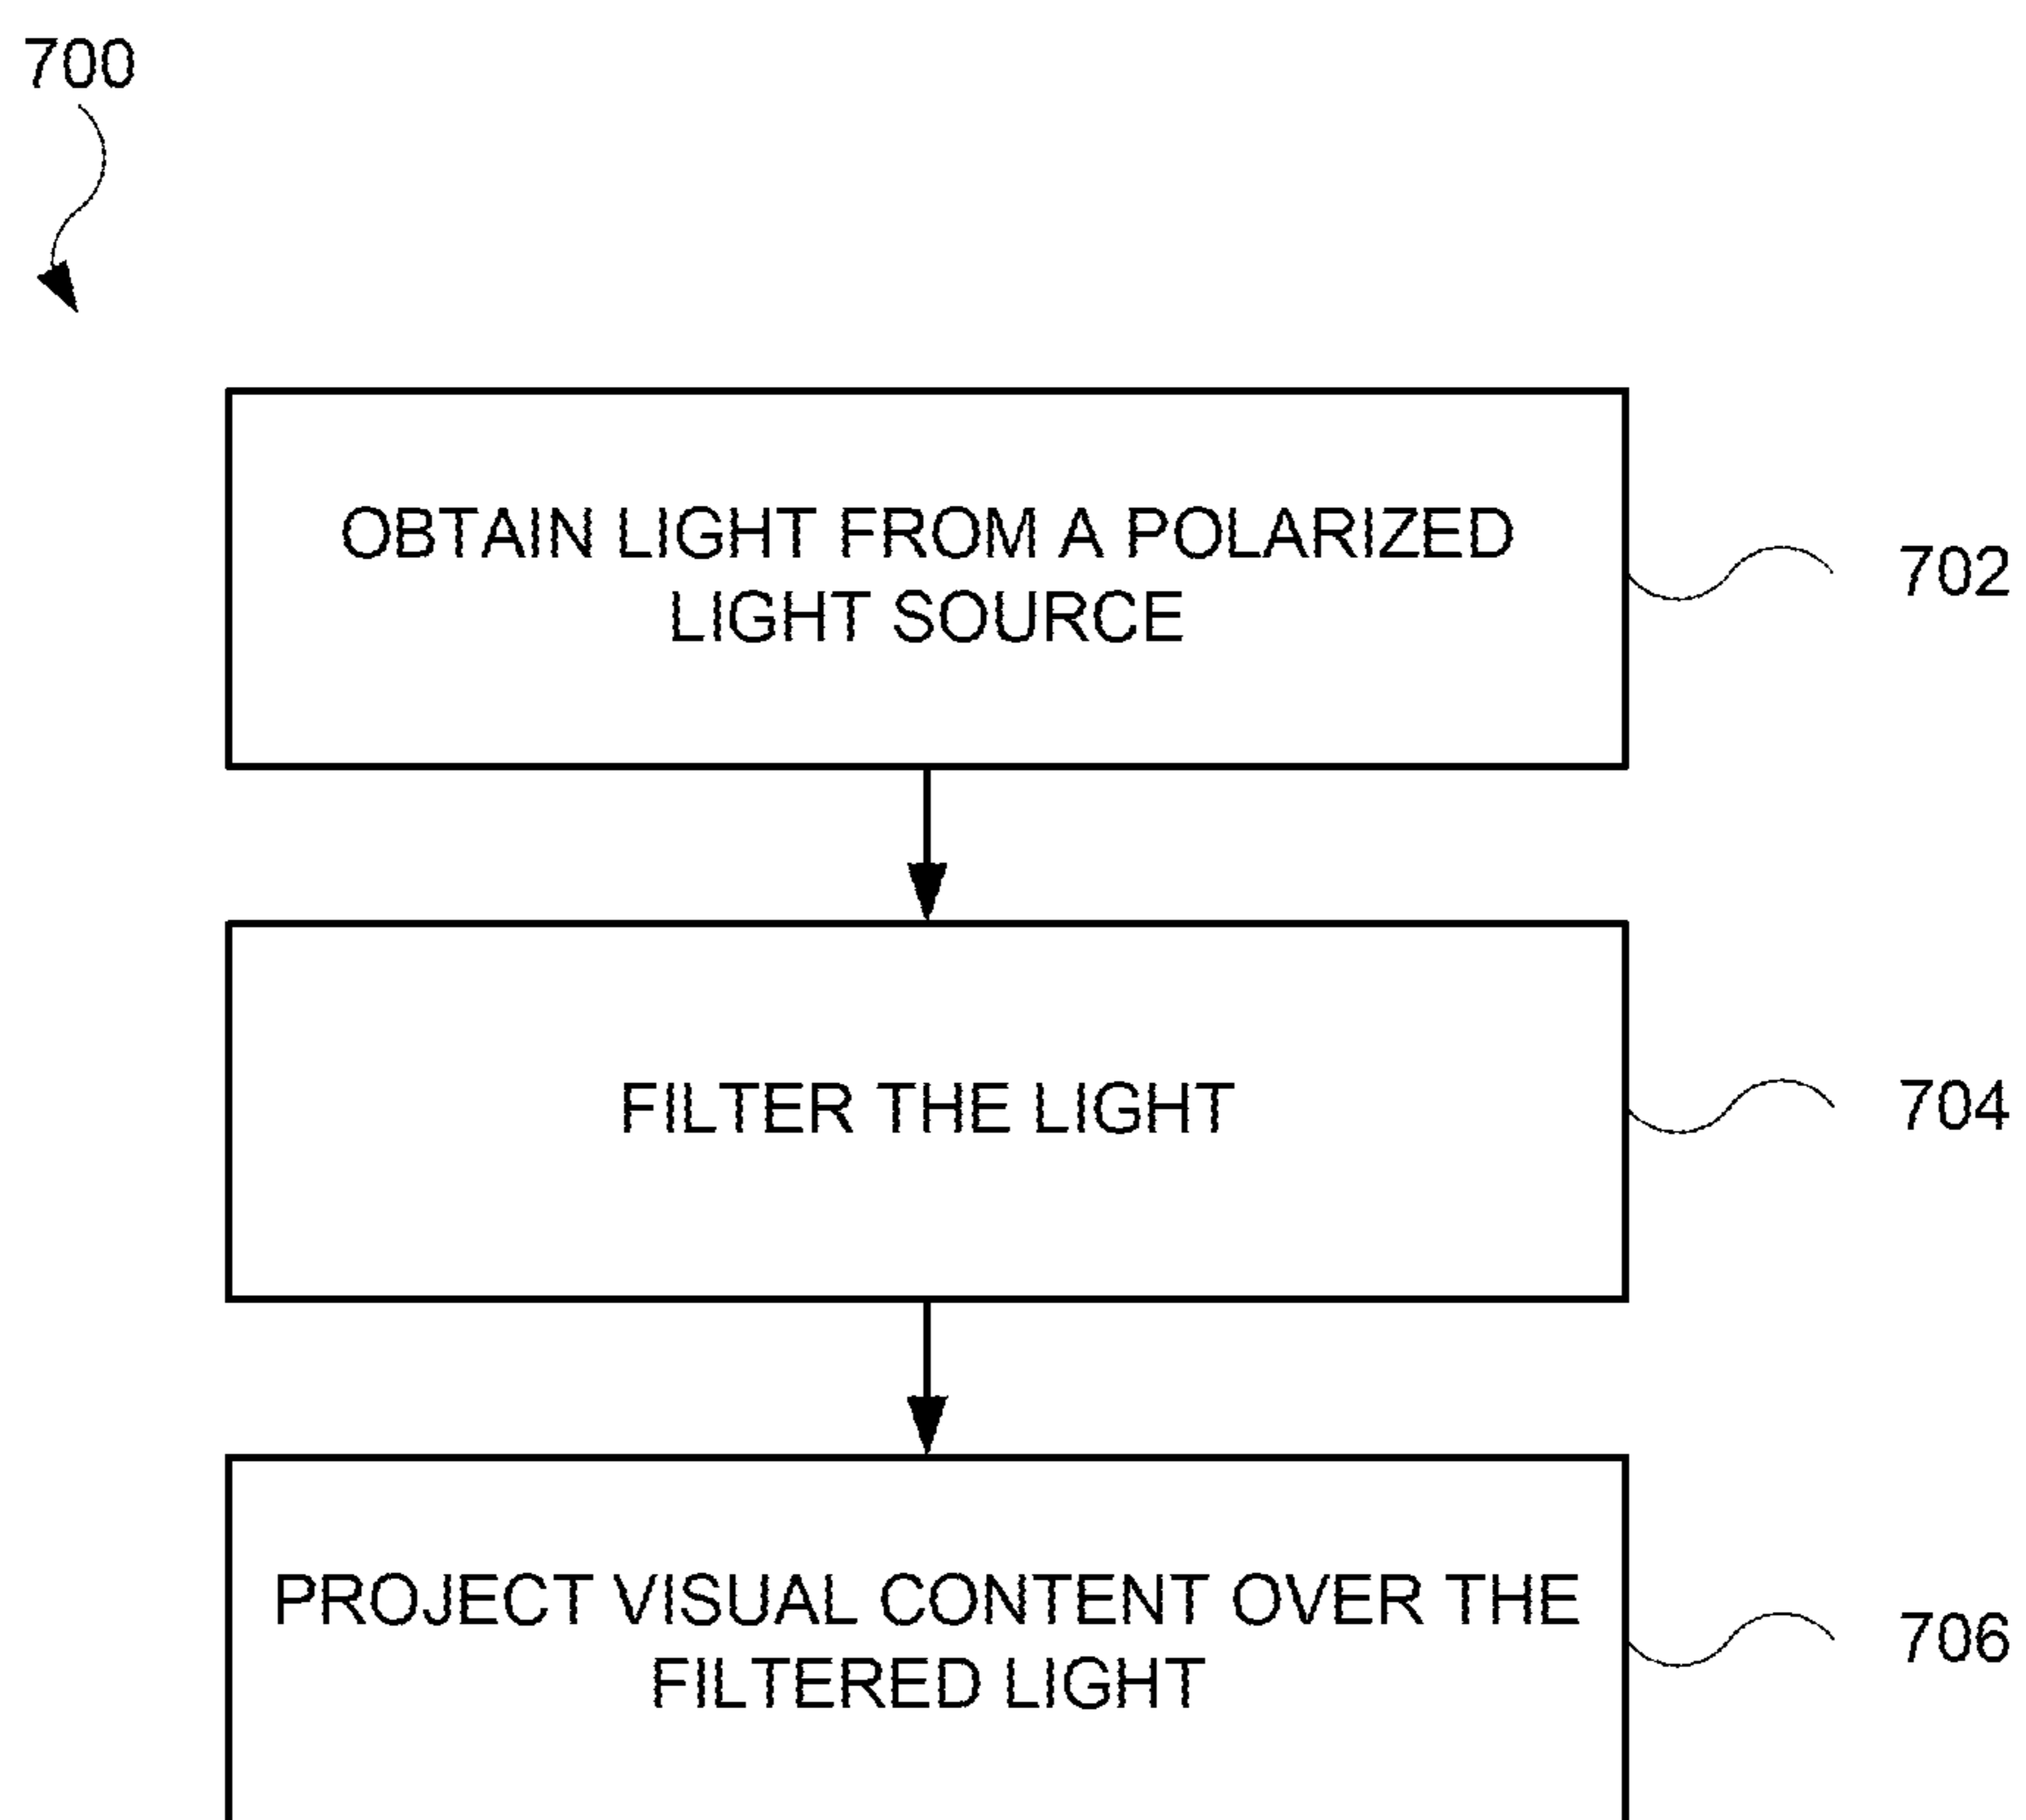 700
OBTAIN LIGHT FROM A POLARIZED
LIGHT SOURCE
702
FILTER THE LIGHT
704
PROJECT VISUAL CONTENT OVER THE
FILTERED LIGHT
706